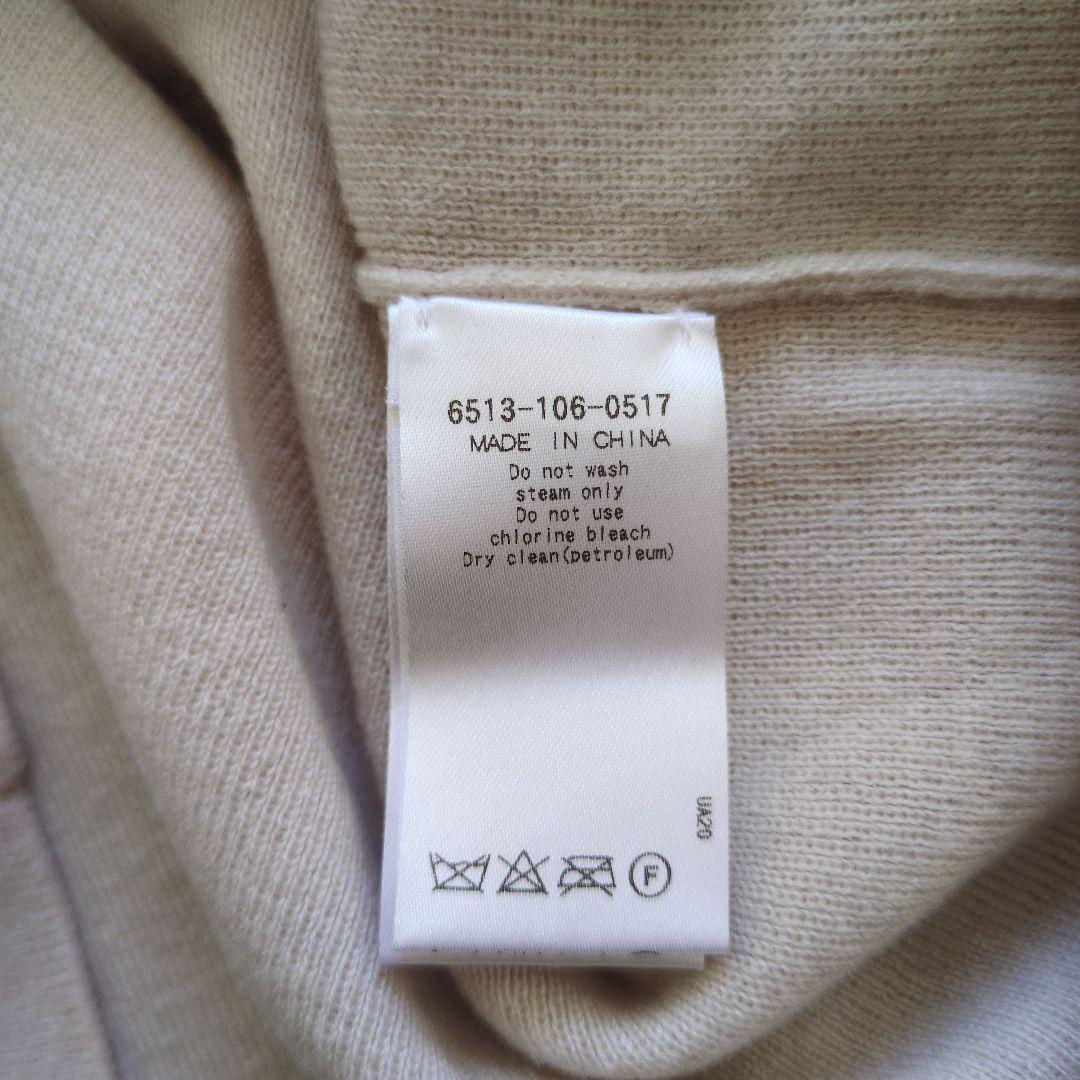 6513-106-0517
MADE IN CHINA
Do not wash
steam only
Do not use
chlorine bleach
Dry clean(petroleum)
UA20
F